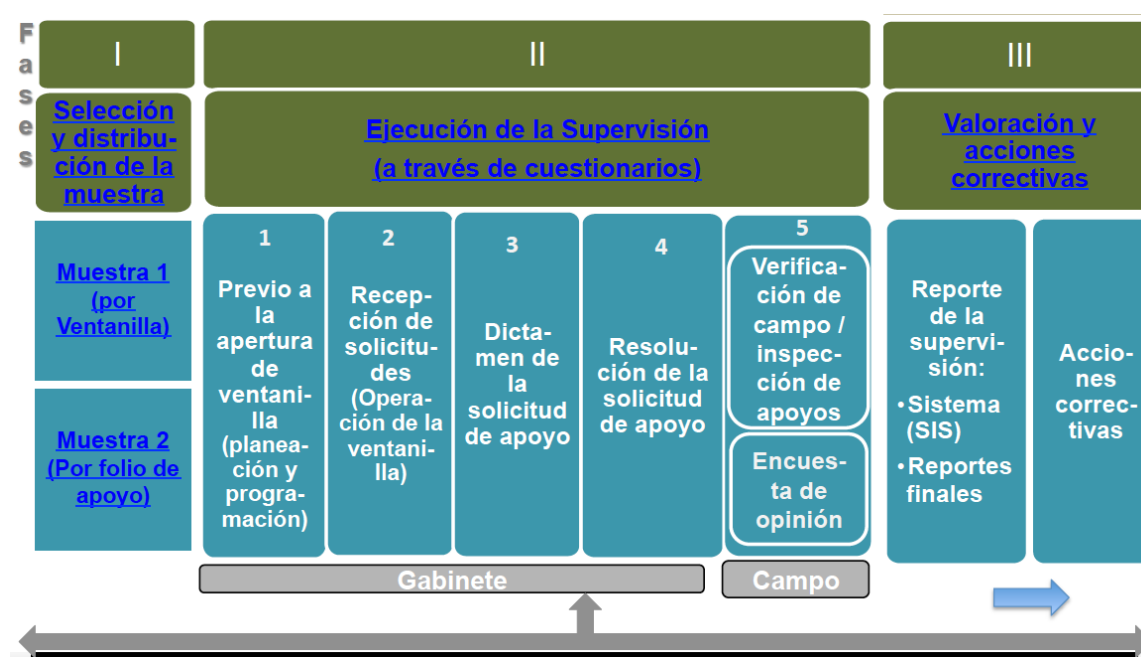 Fases
I
II
III
Selección
y distribu-
ción de la
muestra
Ejecución de la Supervisión
(a través de cuestionarios)
Valoración y
acciones
correctivas
Muestra 1
(por
Ventanilla)
Muestra 2
(Por folio de
apoyo)
1
Previo a
la
apertura
de
ventani-
lla
(planea-
ción y
progra-
mación)
2
Recep-
ción de
solicitu-
des
(Opera-
ción de la
ventani-
lla)
3
Dicta-
men de
la
solicitud
de apoyo
4
Resolu-
ción de la
solicitud
de apoyo
5
Verifica-
ción de
campo /
inspec-
ción de
apoyos
Encues-
ta de
opinión
Reporte
de la
supervi-
sión:
•Sistema
(SIS)
•Reportes
finales
Accio-
nes
correc-
tivas
Gabinete
Campo